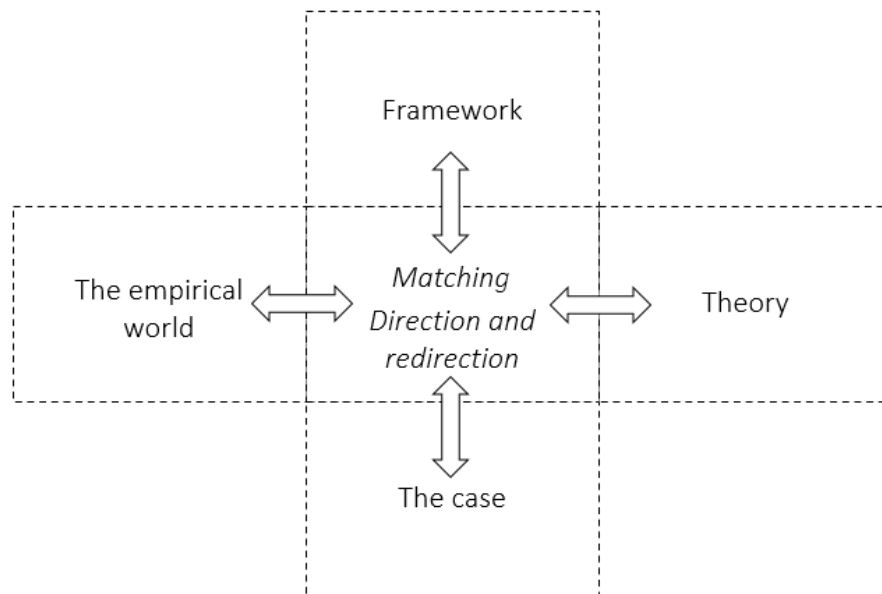 Framework
The empirical
world
Matching
Direction and
redirection
Theory
The case